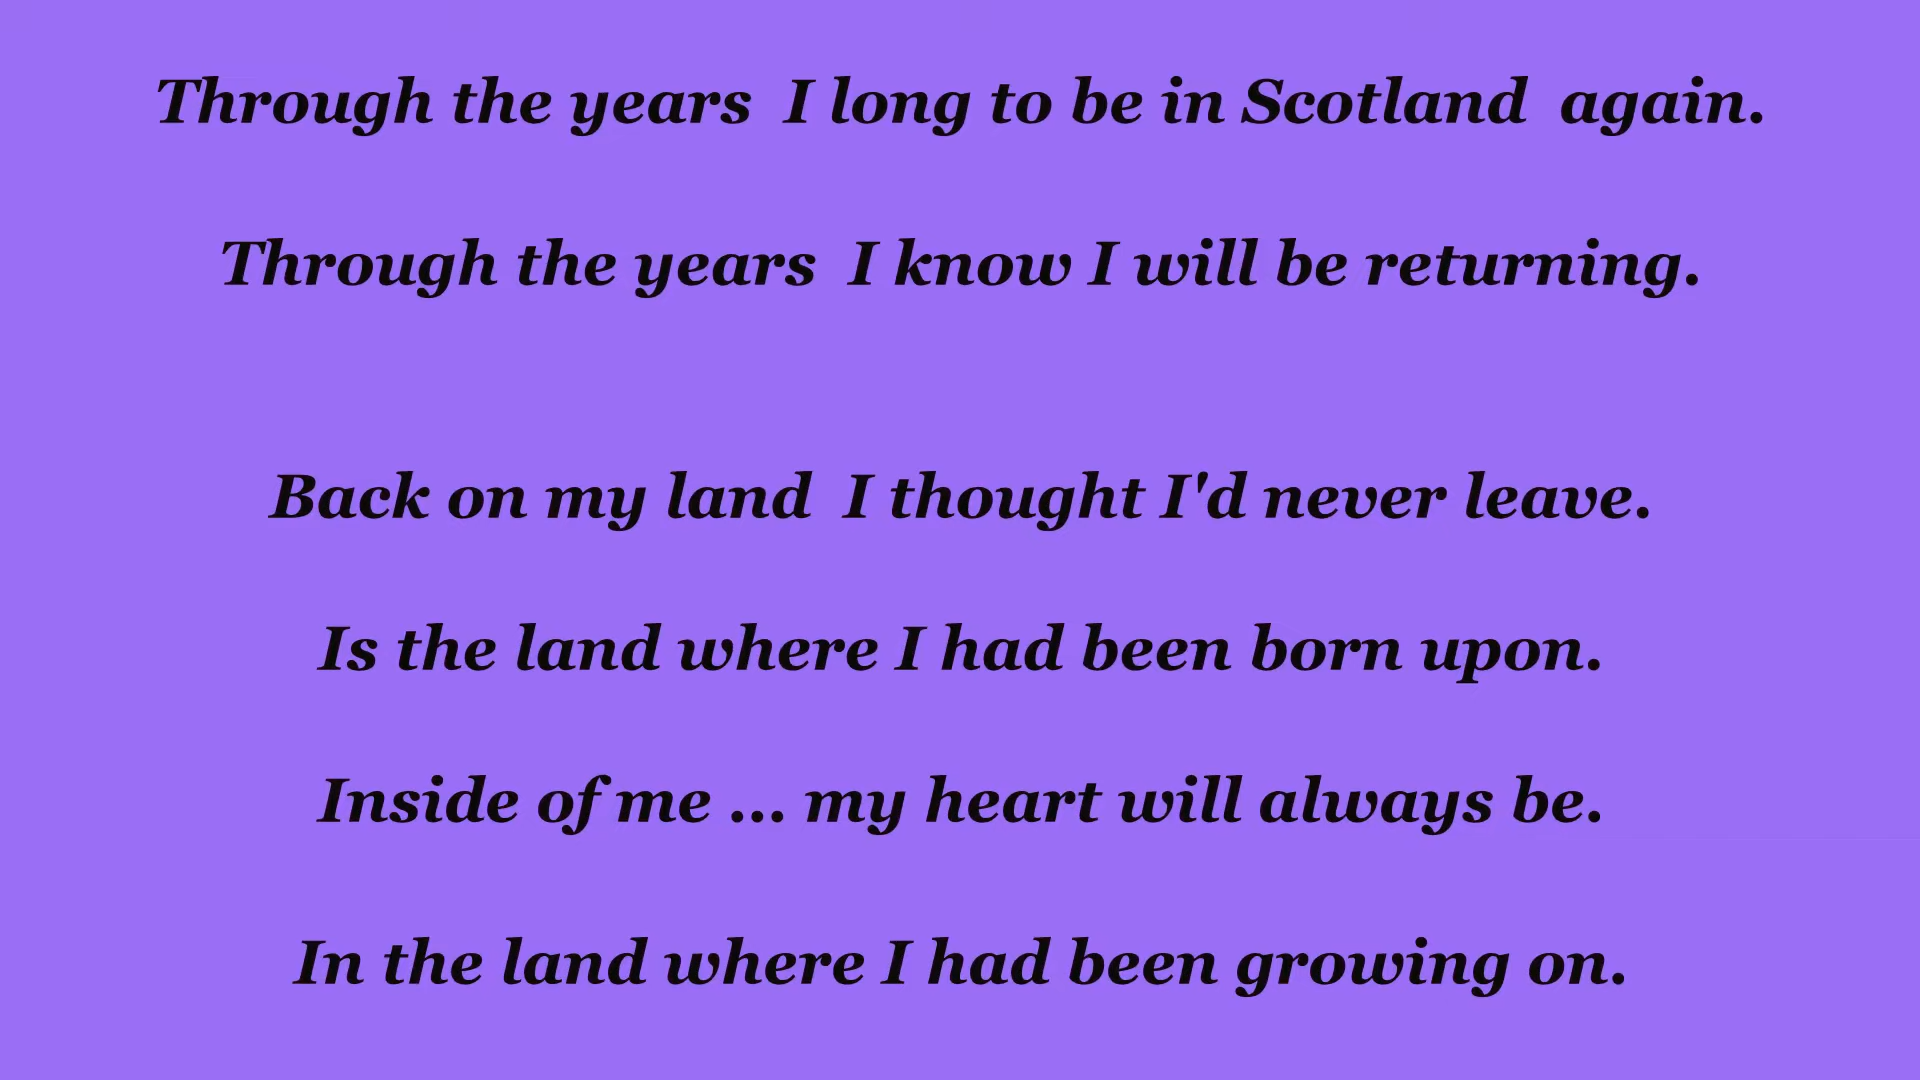 Through the years  I long to be in Scotland  again.
Through the years  I know I will be returning.
Back on my land  I thought I'd never leave.
Is the land where I had been born upon.
Inside of me ... my heart will always be.
In the land where I had been growing on.